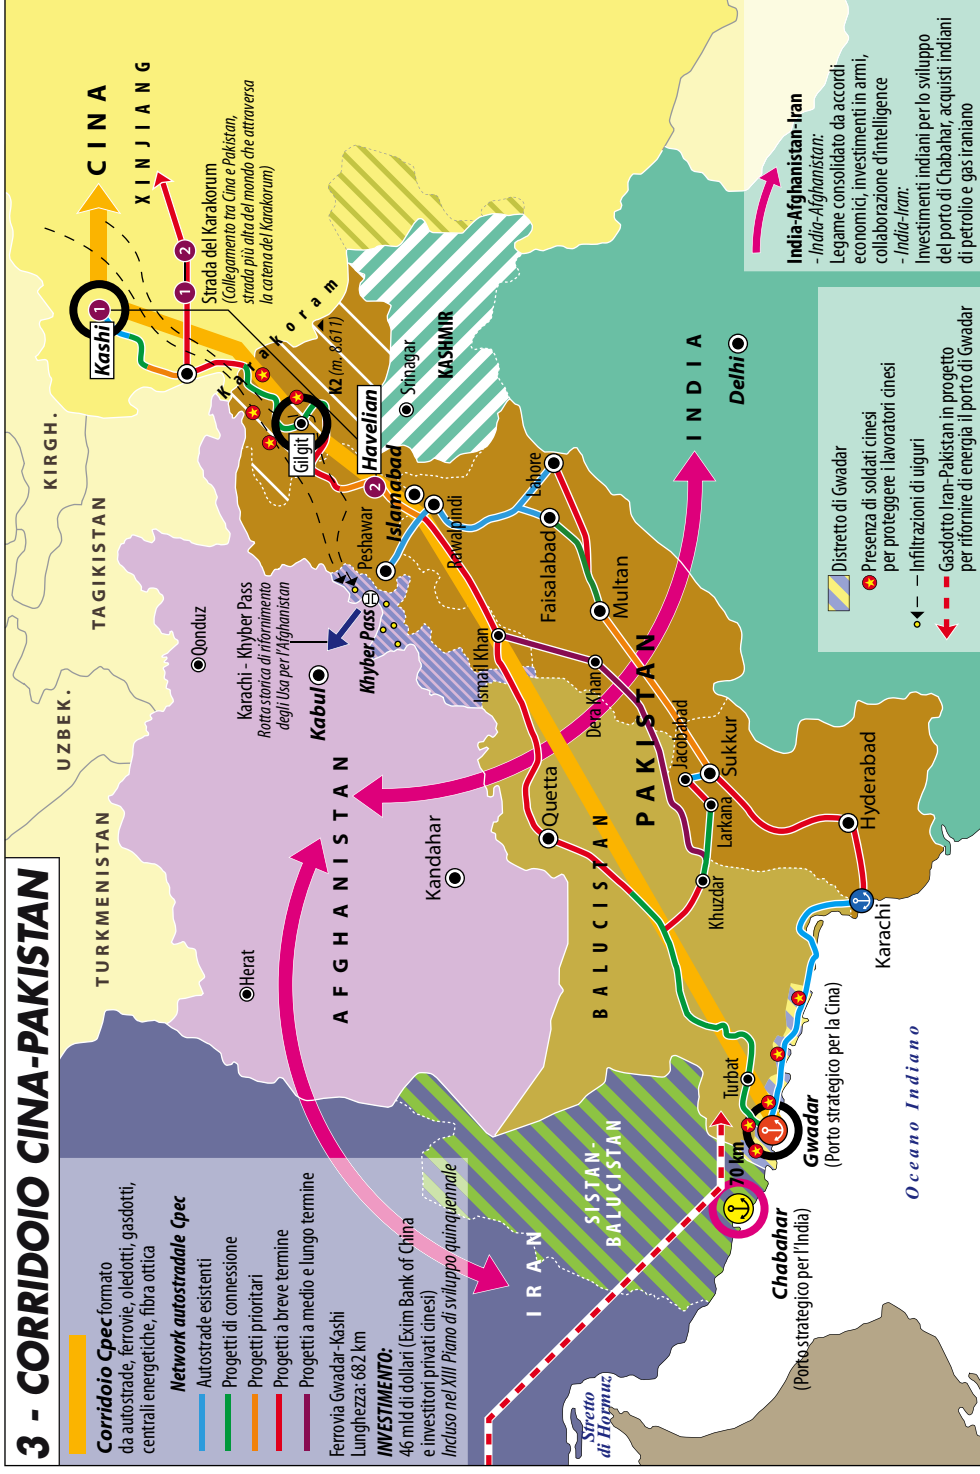 3 - CORRIDOIO CINA-PAKISTAN
Corridoio Cpec formato
da autostrade, ferrovie, oledotti, gasdotti,
centrali energetiche, fibra ottica
Network autostradale Cpec
Autostrade esistenti
Progetti di connessione
Progetti prioritari
Progetti a breve termine
Progetti a medio e lungo termine
Ferrovia Gwadar-Kashi
Lunghezza: 682 km
INVESTIMENTO:
46 mld di dollari (Exim Bank of China
e investitori privati cinesi)
Incluso nel XIII Piano di sviluppo quinquennale
TURKMENISTAN
UZBEK.
TAGIKISTAN
KIRGH.
CINA
XINJIANG
Kashi
1
1
2
Strada del Karakorum
(Collegamento tra Cina e Pakistan,
strada più alta del mondo che attraversa
la catena del Karakorum)
Karakoram
K2 (m. 8.611)
Gilgit
Havelian
2
Srinagar
KASHMIR
Islamabad
Rawalpindi
Peshawar
Khyber Pass
Karachi - Khyber Pass
Rotta storica di rifornimento
degli Usa per l'Afghanistan
Qonduz
Kabul
Herat
AFGHANISTAN
Kandahar
Lahore
Faisalabad
Multan
Ismail Khan
Dera Khan
PAKISTAN
Quetta
BALUCISTAN
Jacobabad
Sukkur
Larkana
Khuzdar
Hyderabad
Karachi
INDIA
Delhi
IRAN
SISTAN-
BALUCISTAN
Turbat
70 km
Gwadar
(Porto strategico per la Cina)
Chabahar
(Porto strategico per l'India)
Stretto
di Hormuz
Oceano Indiano
India-Afghanistan-Iran
- India-Afghanistan:
Legame consolidato da accordi
economici, investimenti in armi,
collaborazione d'intelligence
- India-Iran:
Investimenti indiani per lo sviluppo
del porto di Chabahar, acquisti indiani
di petrolio e gas iraniano
Distretto di Gwadar
Presenza di soldati cinesi
per proteggere i lavoratori cinesi
Infiltrazioni di uiguri
Gasdotto Iran-Pakistan in progetto
per rifornire di energia il porto di Gwadar